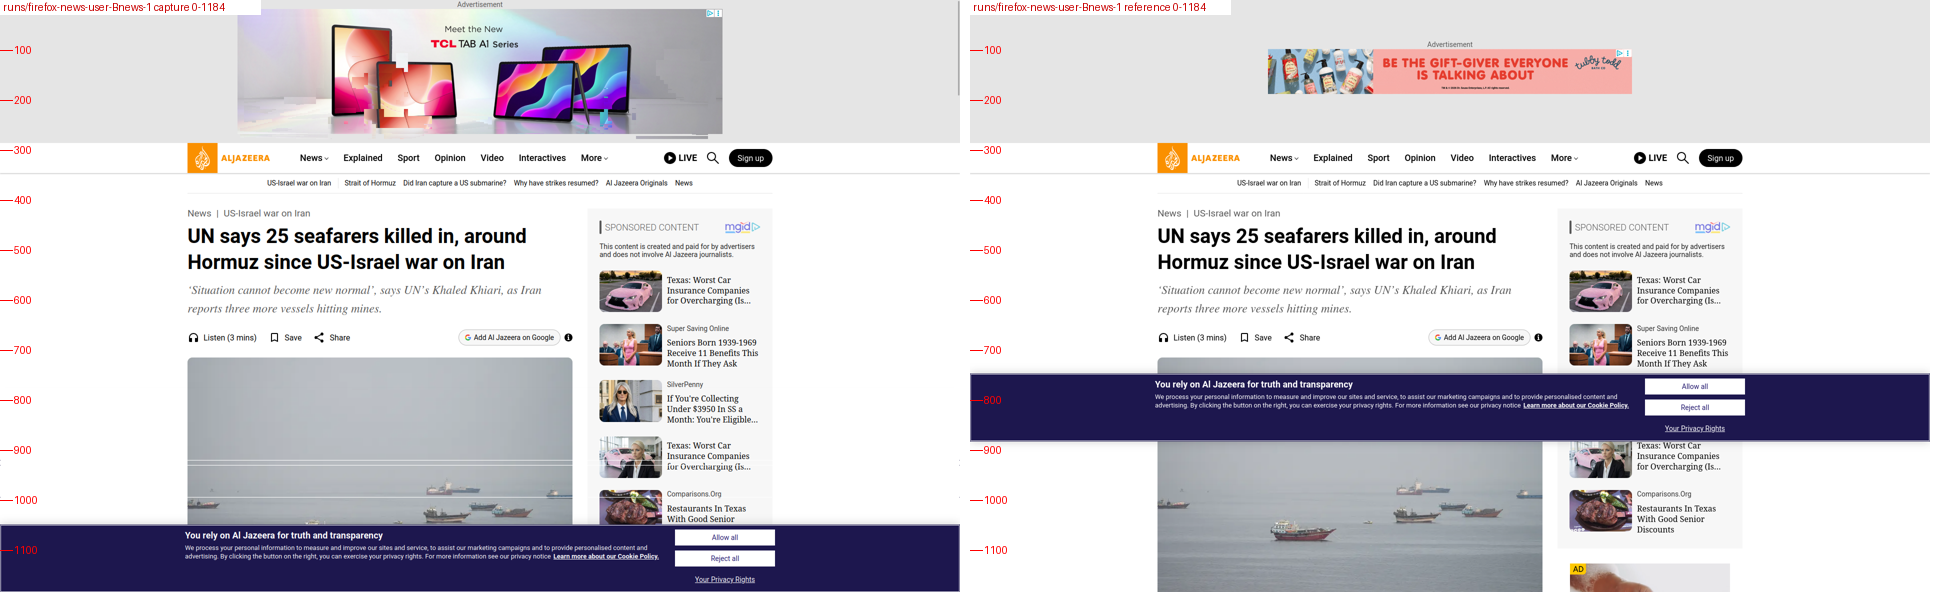 runs/firefox-news-user-Bnews-1 capture 0-1184
Advertisement
Meet the New
TCL TAB A1 Series
100
200
300
ALJAZEERA
News
Explained
Sport
Opinion
Video
Interactives
More
LIVE
Sign up
US-Israel war on Iran
Strait of Hormuz
Did Iran capture a US submarine?
Why have strikes resumed?
Al Jazeera Originals
News
400
News | US-Israel war on Iran
UN says 25 seafarers killed in, around
Hormuz since US-Israel war on Iran
500
‘Situation cannot become new normal’, says UN’s Khaled Khiari, as Iran
reports three more vessels hitting mines.
600
Listen (3 mins)
Save
Share
Add Al Jazeera on Google
700
800
900
1000
SPONSORED CONTENT
mgid
This content is created and paid for by advertisers
and does not involve Al Jazeera journalists.
Texas: Worst Car
Insurance Companies
for Overcharging (Is...
Super Saving Online
Seniors Born 1939-1969
Receive 11 Benefits This
Month If They Ask
SilverPenny
If You're Collecting
Under $3950 In SS a
Month: You're Eligible...
Texas: Worst Car
Insurance Companies
for Overcharging (Is...
Comparisons.Org
Restaurants In Texas
With Good Senior
1100
You rely on Al Jazeera for truth and transparency
We process your personal information to measure and improve our sites and service, to assist our marketing campaigns and to provide personalised content and
advertising. By clicking the button on the right, you can exercise your privacy rights. For more information see our privacy notice Learn more about our Cookie Policy.
Allow all
Reject all
Your Privacy Rights
runs/firefox-news-user-Bnews-1 reference 0-1184
Advertisement
BE THE GIFT-GIVER EVERYONE
IS TALKING ABOUT
tubby todd
100
200
300
ALJAZEERA
News
Explained
Sport
Opinion
Video
Interactives
More
LIVE
Sign up
US-Israel war on Iran
Strait of Hormuz
Did Iran capture a US submarine?
Why have strikes resumed?
Al Jazeera Originals
News
400
News | US-Israel war on Iran
UN says 25 seafarers killed in, around
Hormuz since US-Israel war on Iran
500
‘Situation cannot become new normal’, says UN’s Khaled Khiari, as Iran
reports three more vessels hitting mines.
600
Listen (3 mins)
Save
Share
Add Al Jazeera on Google
700
SPONSORED CONTENT
mgid
This content is created and paid for by advertisers
and does not involve Al Jazeera journalists.
Texas: Worst Car
Insurance Companies
for Overcharging (Is...
Super Saving Online
Seniors Born 1939-1969
Receive 11 Benefits This
Month If They Ask
800
You rely on Al Jazeera for truth and transparency
We process your personal information to measure and improve our sites and service, to assist our marketing campaigns and to provide personalised content and
advertising. By clicking the button on the right, you can exercise your privacy rights. For more information see our privacy notice Learn more about our Cookie Policy.
Allow all
Reject all
Your Privacy Rights
900
Texas: Worst Car
Insurance Companies
for Overcharging (Is...
1000
Comparisons.Org
Restaurants In Texas
With Good Senior
Discounts
1100
AD